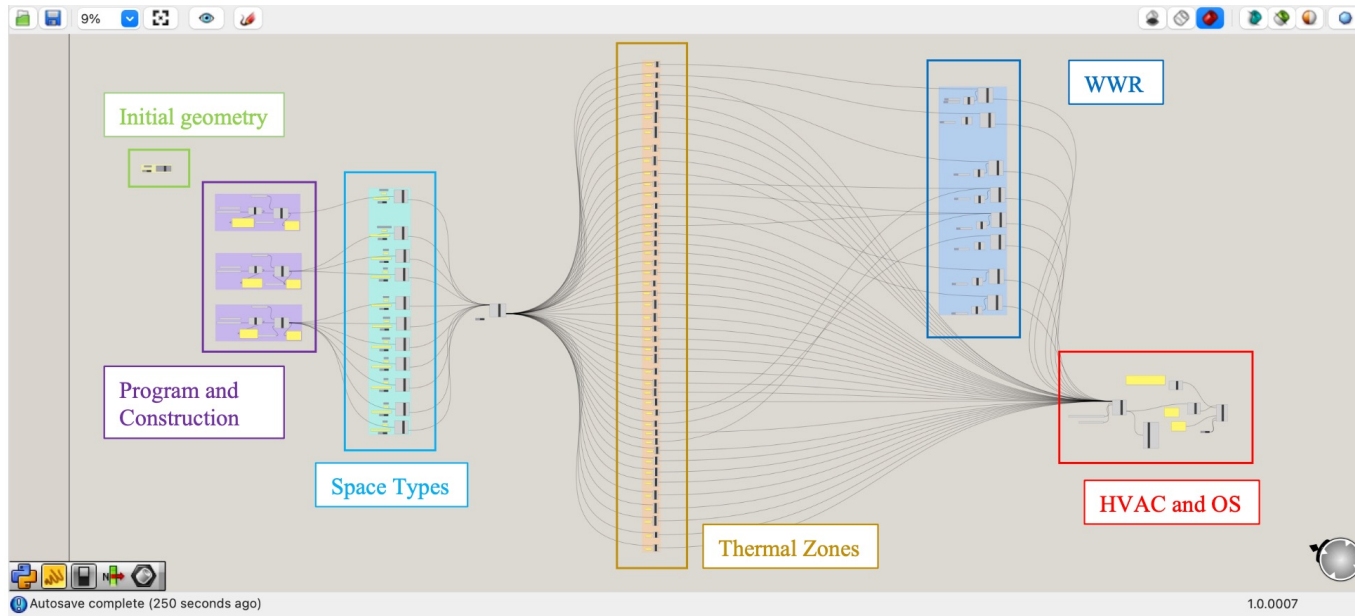 9%
Initial geometry
WWR
Program and
Construction
Space Types
Thermal Zones
HVAC and OS
N
Autosave complete (250 seconds ago)
1.0.0007